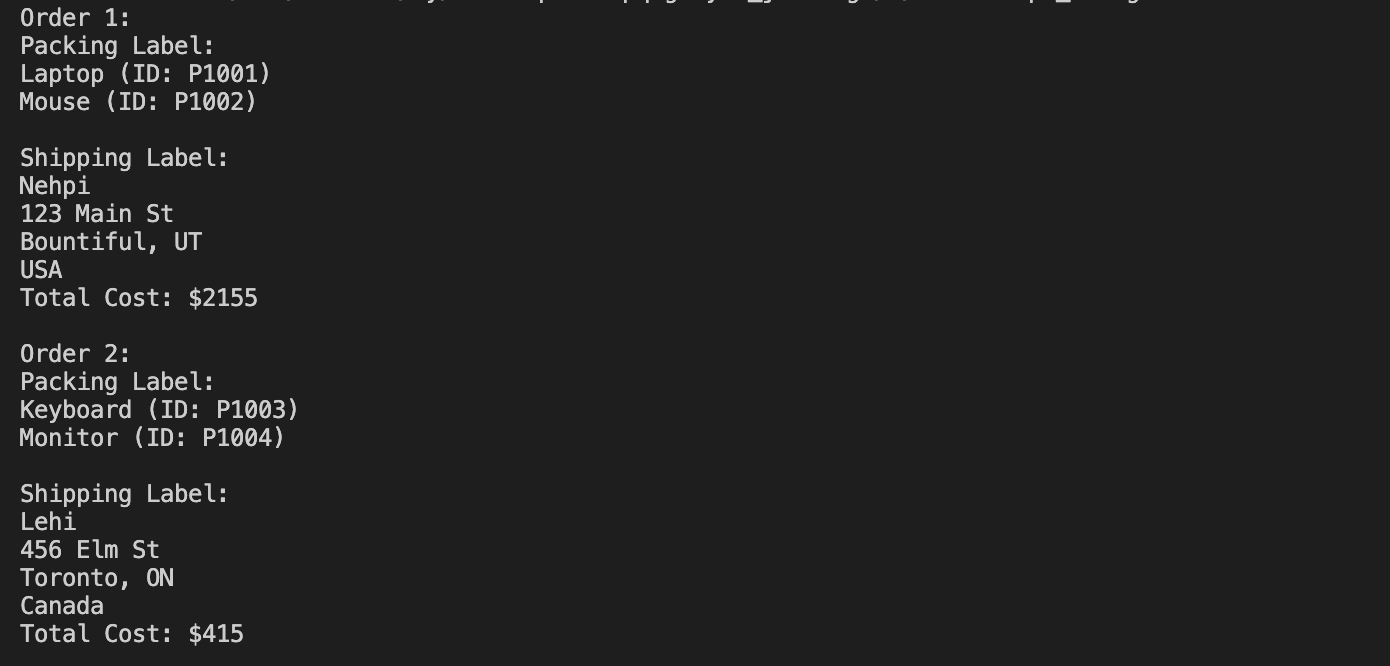 Order 1:
Packing Label:
Laptop (ID: P1001)
Mouse (ID: P1002)
Shipping Label:
Nehpi
123 Main St
Bountiful, UT
USA
Total Cost: $2155
Order 2:
Packing Label:
Keyboard (ID: P1003)
Monitor (ID: P1004)
Shipping Label:
Lehi
456 Elm St
Toronto, ON
Canada
Total Cost: $415